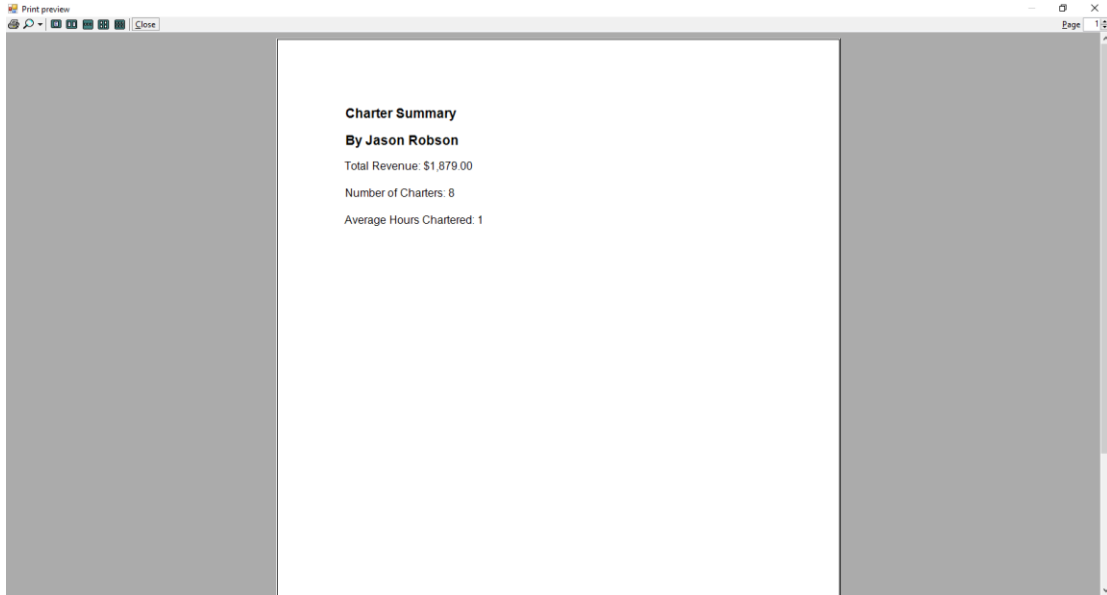 Print preview
Close
Page 1
Charter Summary
By Jason Robson
Total Revenue: $1,879.00
Number of Charters: 8
Average Hours Chartered: 1